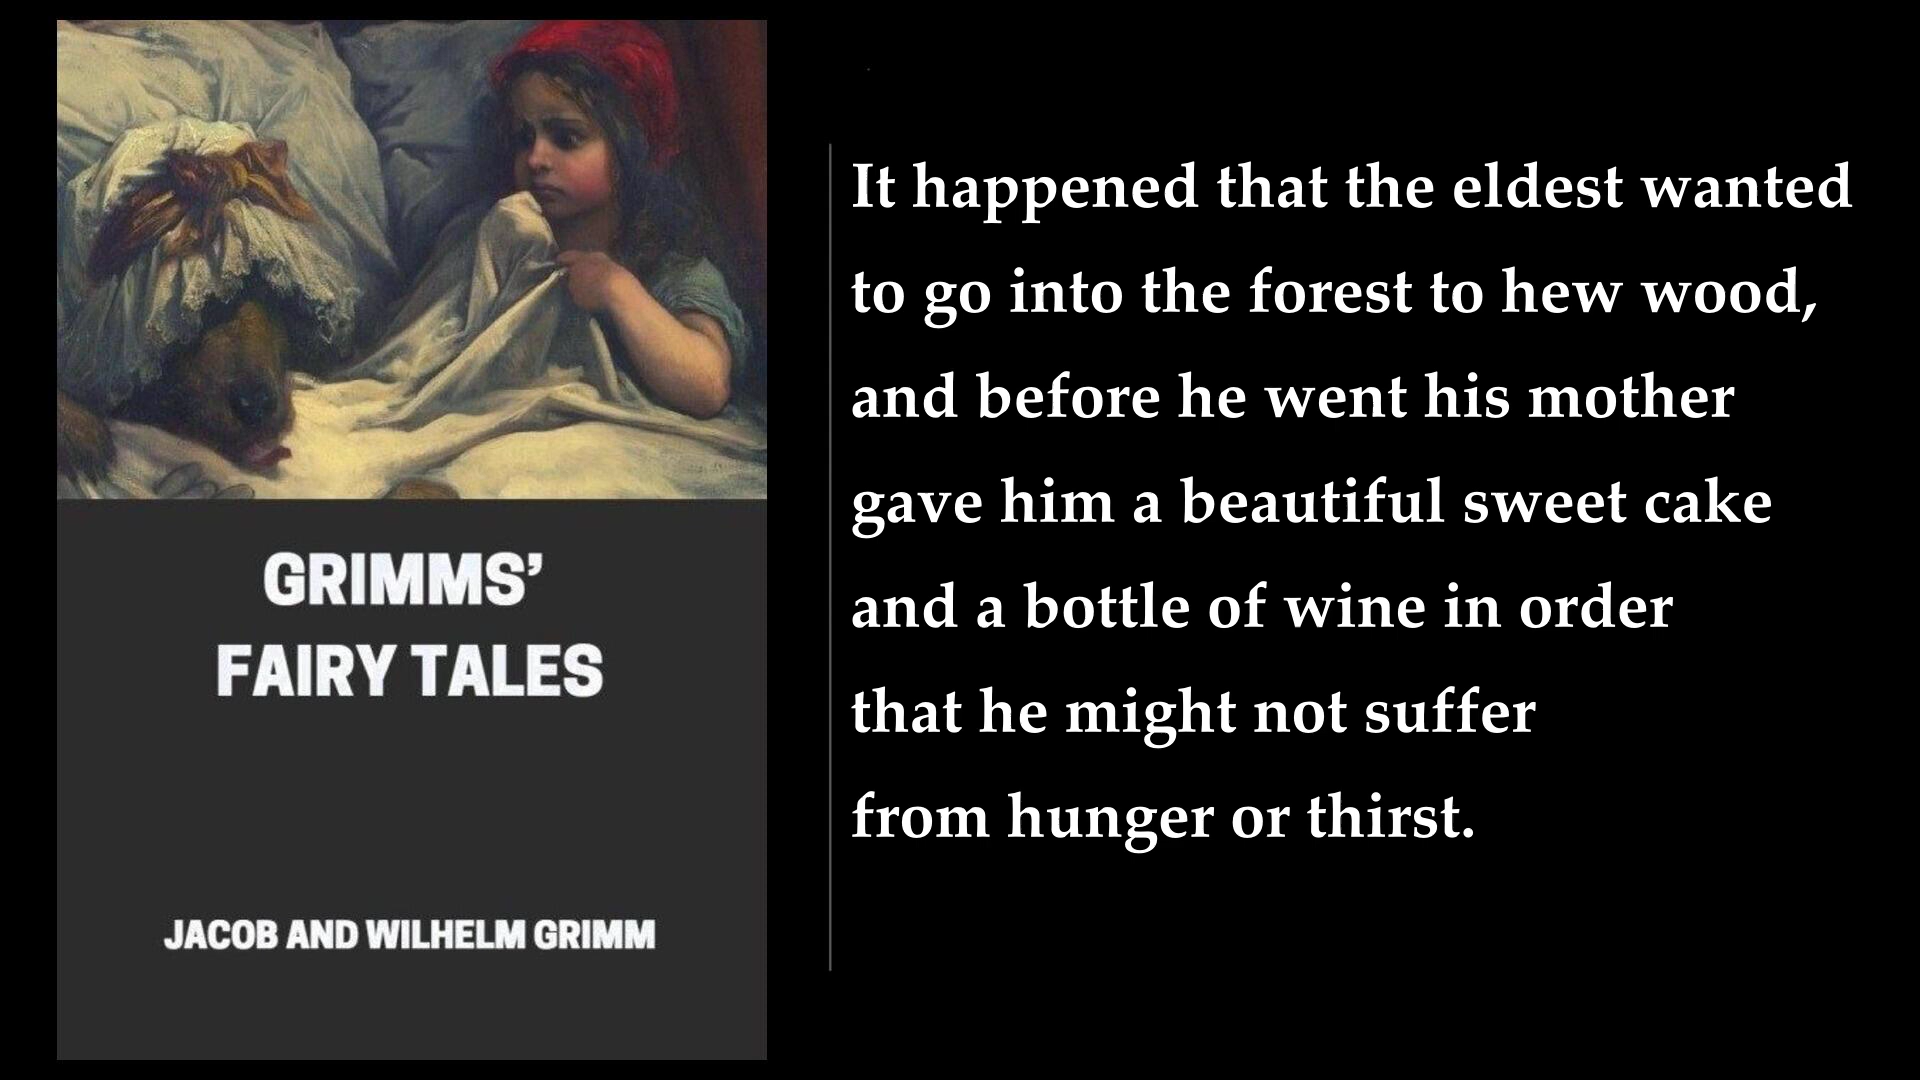 GRIMMS’
FAIRY TALES
JACOB AND WILHELM GRIMM
It happened that the eldest wanted
to go into the forest to hew wood,
and before he went his mother
gave him a beautiful sweet cake
and a bottle of wine in order
that he might not suffer
from hunger or thirst.